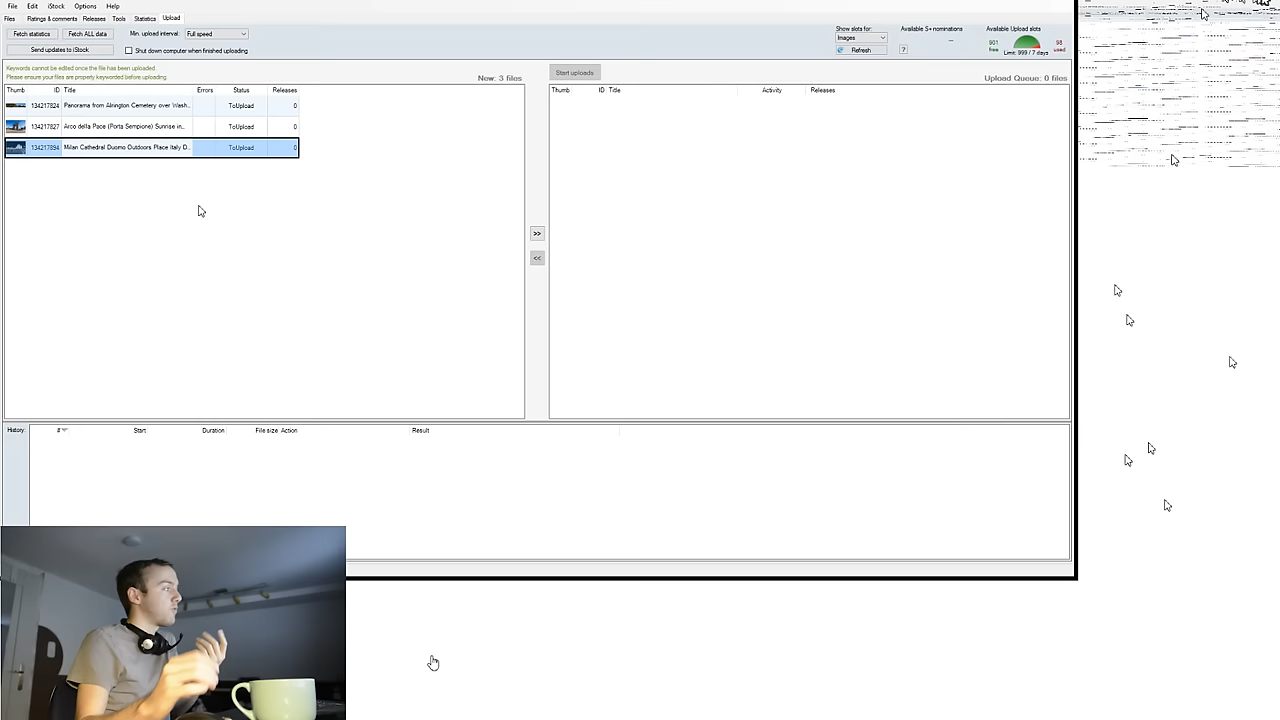 File Edit iStock Options Help
Files Ratings & comments Releases Tools Statistics Upload
Fetch statistics Fetch ALL data Min. upload interval: Full speed
Send updates to iStock Shut down computer when finished uploading
Show slots for:
Images
Refresh ?
Available S+ nominations
--
Available Upload slots
901 free
98 used
Limit: 999 / 7 days
Keywords cannot be edited once the file has been uploaded.
Please ensure your files are properly keyworded before uploading.
New: 3 files
Start uploads
Upload Queue: 0 files
Thumb ID Title Errors Status Releases
134217824 Panorama from Arlington Cemetery over Wash... ToUpload
134217827 Arco della Pace (Porta Sempione) Sunrise in... ToUpload 0
134217894 Milan Cathedral Duomo Outdoors Place Italy D... ToUpload
>>
<<
Thumb ID Title Activity Releases
History: # Start Duration File size Action Result